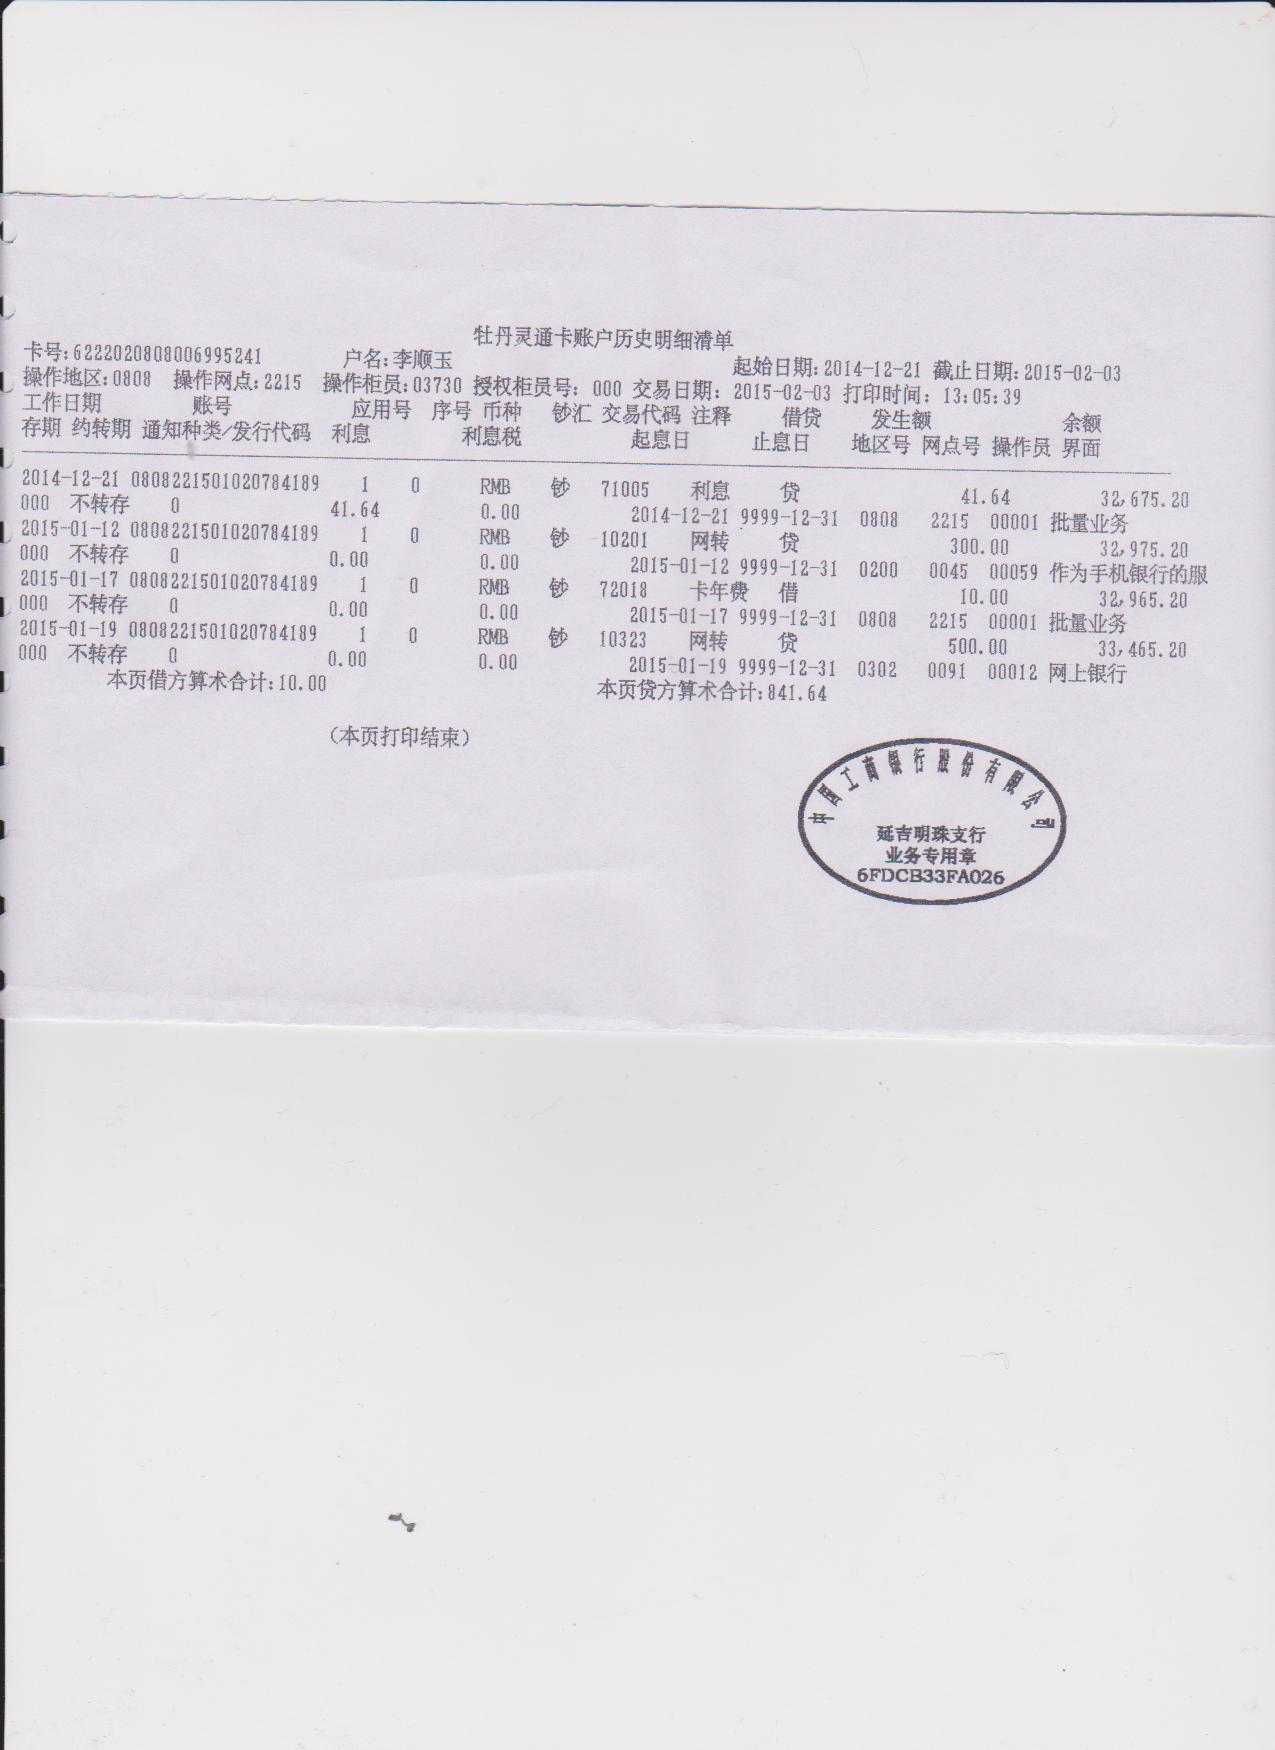 牡丹灵通卡账户历史明细清单
卡号:6222020808006995241 户名:李顺玉 起始日期:2014-12-21 截止日期:2015-02-03
操作地区:0808 操作网点:2215 操作柜员:03730 授权柜员号: 000 交易日期: 2015-02-03 打印时间: 13:05:39
工作日期 账号 应用号 序号 币种 钞汇 交易代码 注释 借贷 发生额 余额
存期 约转期 通知种类/发行代码 利息 利息税 起息日 止息日 地区号 网点号 操作员 界面
2014-12-21 0808221501020784189 1 0 RMB 钞 71005 利息 贷 41.64 32,675.20
000 不转存 0 41.64 0.00 2014-12-21 9999-12-31 0808 2215 00001 批量业务
2015-01-12 0808221501020784189 1 0 RMB 钞 10201 网转 贷 300.00 32,975.20
000 不转存 0 0.00 0.00 2015-01-12 9999-12-31 0200 0045 00059 作为手机银行的服
2015-01-17 0808221501020784189 1 0 RMB 钞 72018 卡年费 借 10.00 32,965.20
000 不转存 0 0.00 0.00 2015-01-17 9999-12-31 0808 2215 00001 批量业务
2015-01-19 0808221501020784189 1 0 RMB 钞 10323 网转 贷 500.00 33,465.20
000 不转存 0 0.00 0.00 2015-01-19 9999-12-31 0302 0091 00012 网上银行
本页借方算术合计:10.00 本页贷方算术合计:841.64
(本页打印结束)
中国工商银行股份有限公司
延吉明珠支行
业务专用章
6FDCB33FA026